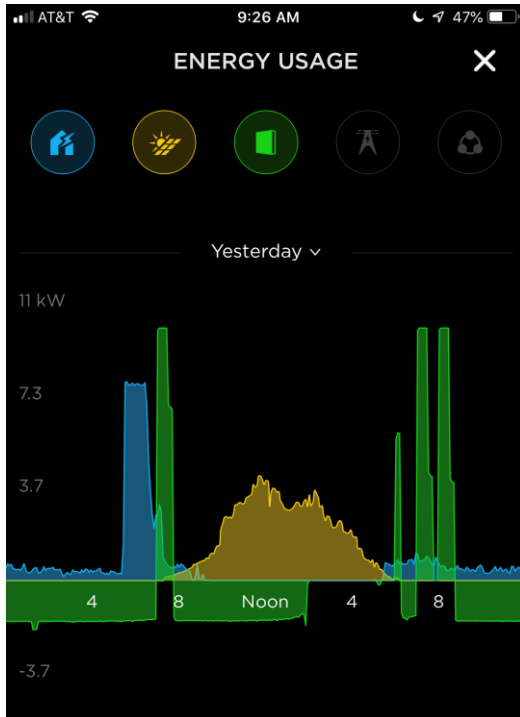 AT&T 9:26 AM 47%
ENERGY USAGE
Yesterday
11 kW
7.3
3.7
4 8 Noon 4 8
-3.7